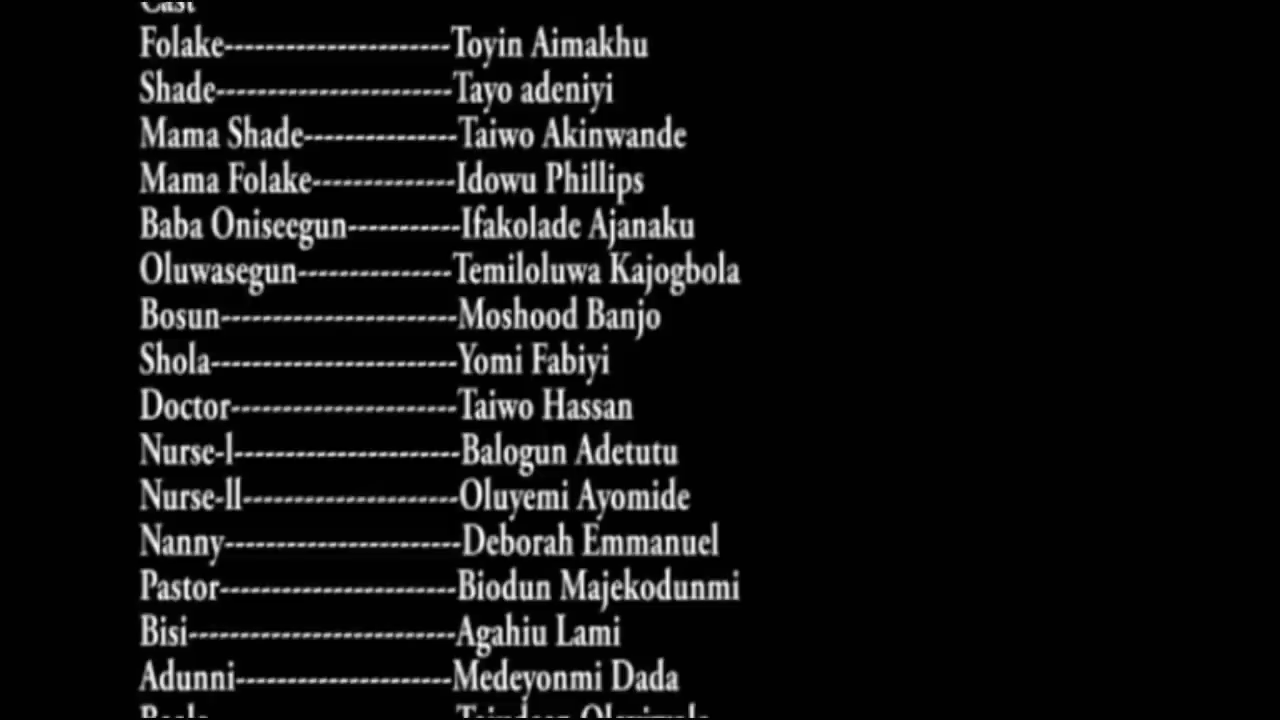 Cast
Folake----------------------Toyin Aimakhu
Shade-----------------------Tayo adeniyi
Mama Shade---------------Taiwo Akinwande
Mama Folake--------------Idowu Phillips
Baba Oniseegun-----------Ifakolade Ajanaku
Oluwasegun---------------Temiloluwa Kajogbola
Bosun-----------------------Moshood Banjo
Shola------------------------Yomi Fabiyi
Doctor----------------------Taiwo Hassan
Nurse-l----------------------Balogun Adetutu
Nurse-ll---------------------Oluyemi Ayomide
Nanny-----------------------Deborah Emmanuel
Pastor-----------------------Biodun Majekodunmi
Bisi--------------------------Agahiu Lami
Adunni---------------------Medeyonmi Dada